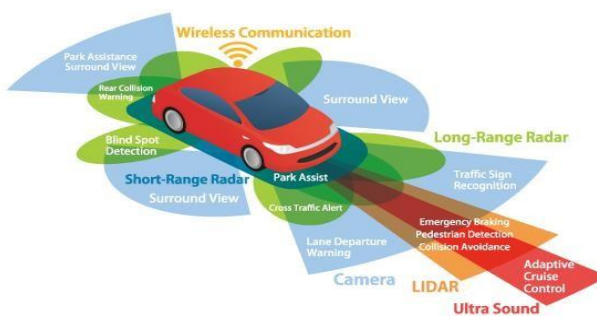 Wireless Communication
Park Assistance
Surround View
Rear Collision
Warning
Surround View
Blind Spot
Detection
Long-Range Radar
Traffic Sign
Recognition
Short-Range Radar
Park Assist
Surround View
Cross Traffic Alert
Emergency Braking
Pedestrian Detection
Collision Avoidance
Lane Departure
Warning
Adaptive
Cruise
Control
Camera
LIDAR
Ultra Sound